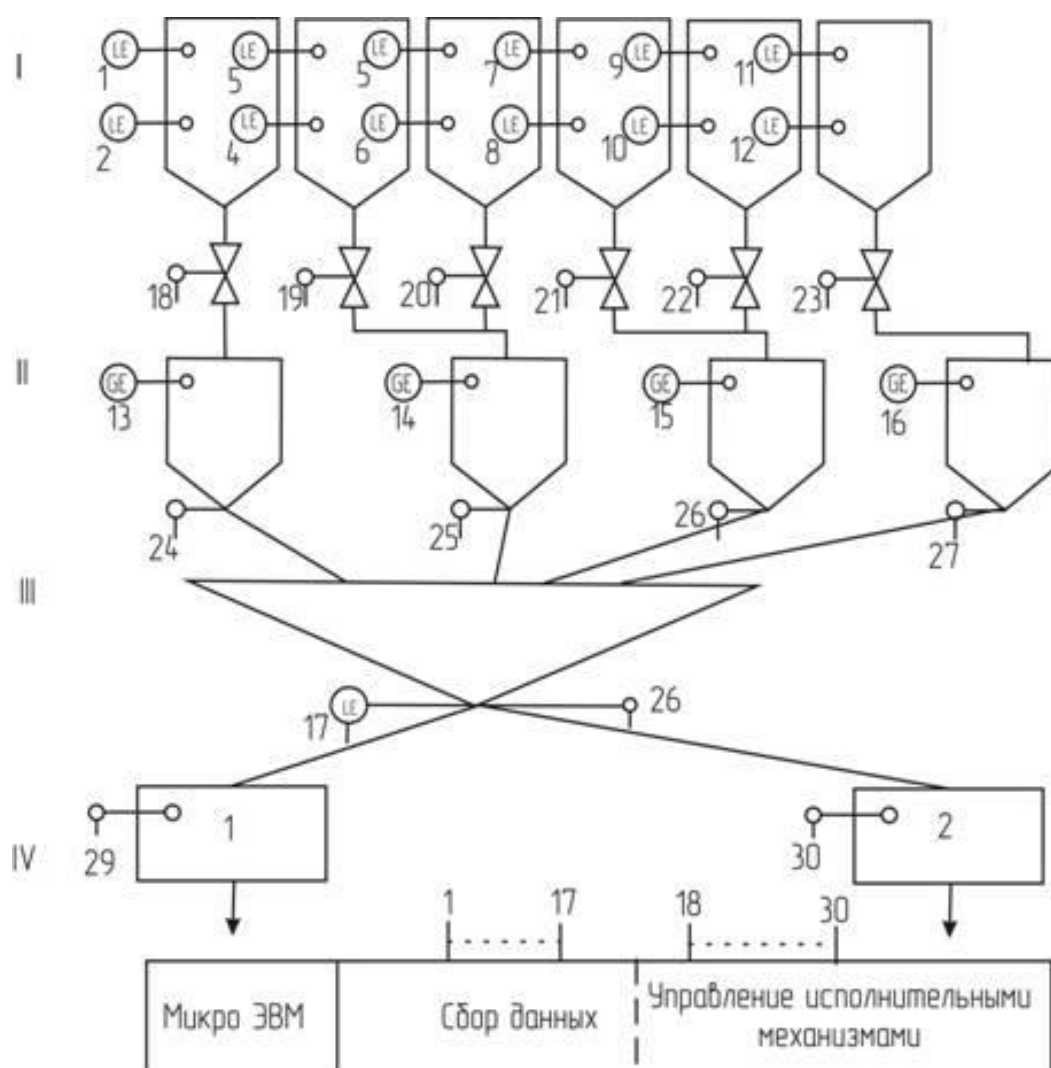 I
LE LE LE LE LE LE
1 5 5 7 9 11
LE LE LE LE LE LE
2 4 6 8 10 12
18 19 20 21 22 23
II
GE GE GE GE
13 14 15 16
24 25 26 27
III
LE
17 26
1 2
IV
29 30
1 17 18 30
Микро ЭВМ
Сбор данных
Управление исполнительными
механизмами